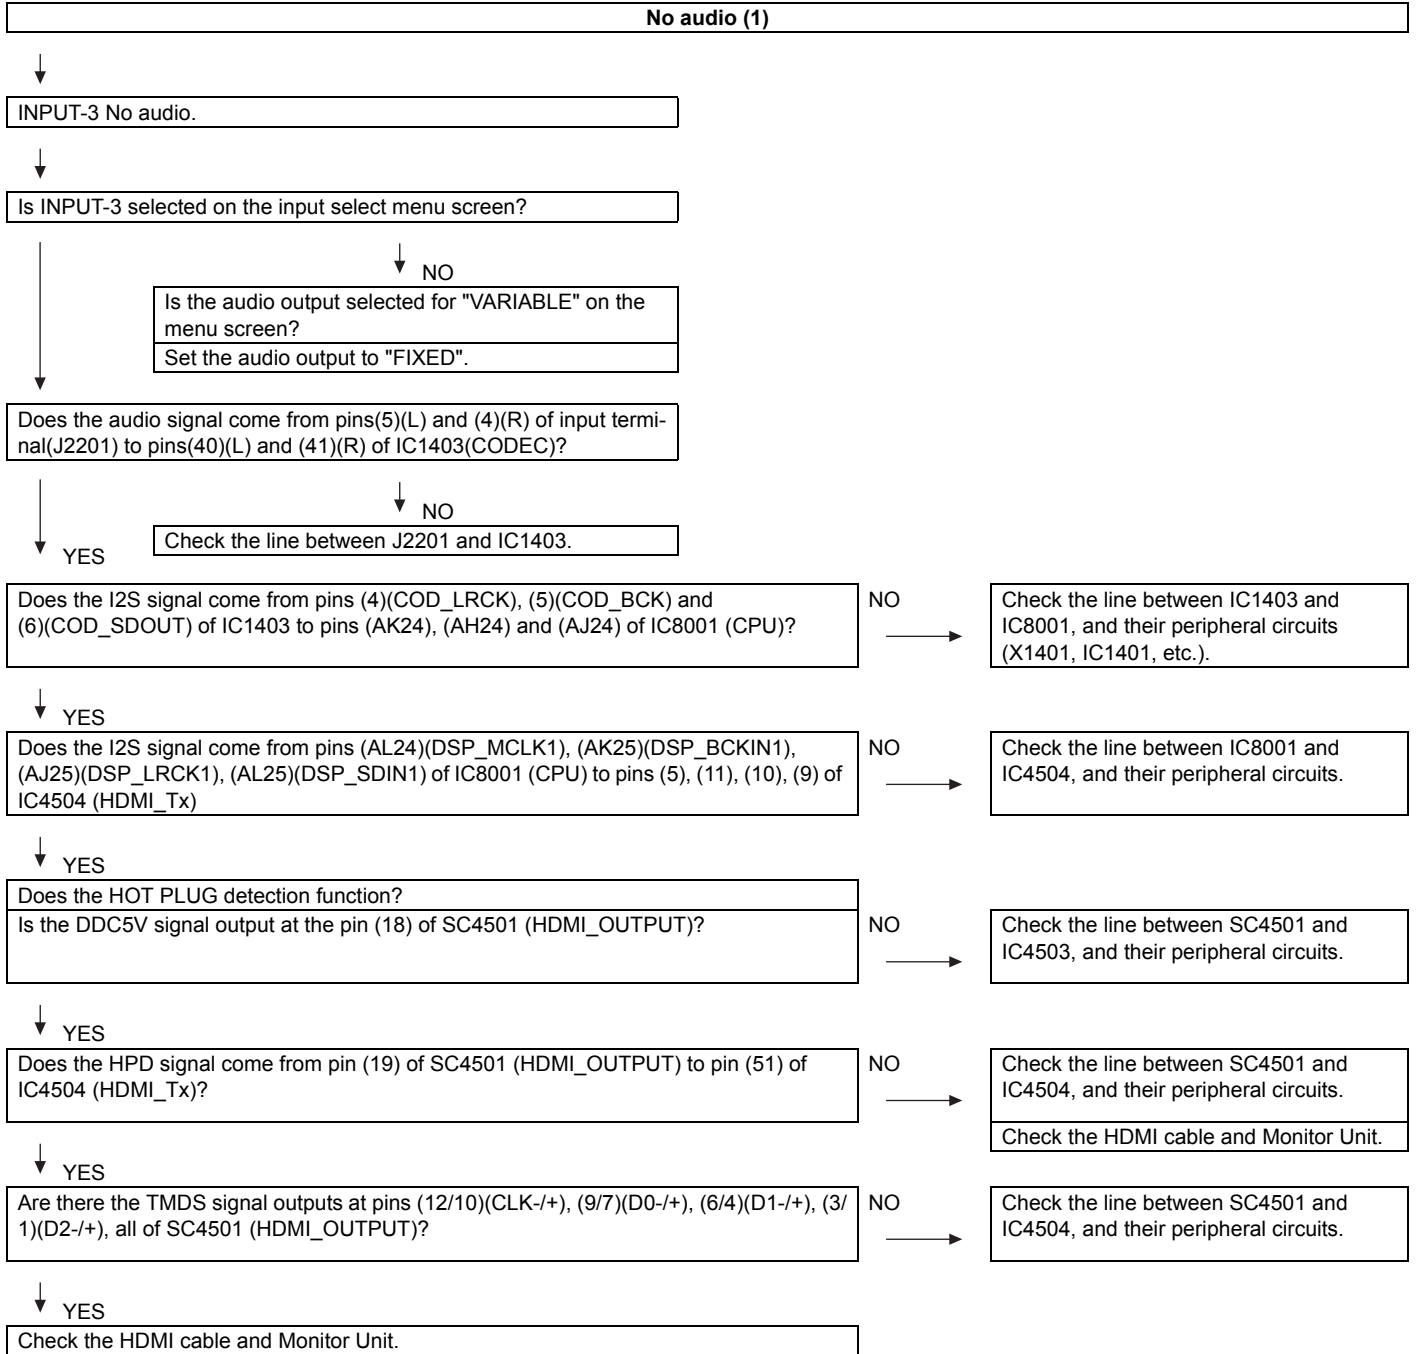 No audio (1)
INPUT-3 No audio.
Is INPUT-3 selected on the input select menu screen?
NO
Is the audio output selected for "VARIABLE" on the
menu screen?
Set the audio output to "FIXED".
Does the audio signal come from pins(5)(L) and (4)(R) of input termi-
nal(J2201) to pins(40)(L) and (41)(R) of IC1403(CODEC)?
NO
Check the line between J2201 and IC1403.
YES
Does the I2S signal come from pins (4)(COD_LRCK), (5)(COD_BCK) and
(6)(COD_SDOUT) of IC1403 to pins (AK24), (AH24) and (AJ24) of IC8001 (CPU)?
NO
Check the line between IC1403 and
IC8001, and their peripheral circuits
(X1401, IC1401, etc.).
YES
Does the I2S signal come from pins (AL24)(DSP_MCLK1), (AK25)(DSP_BCKIN1),
(AJ25)(DSP_LRCK1), (AL25)(DSP_SDIN1) of IC8001 (CPU) to pins (5), (11), (10), (9) of
IC4504 (HDMI_Tx)
NO
Check the line between IC8001 and
IC4504, and their peripheral circuits.
YES
Does the HOT PLUG detection function?
Is the DDC5V signal output at the pin (18) of SC4501 (HDMI_OUTPUT)?
NO
Check the line between SC4501 and
IC4503, and their peripheral circuits.
YES
Does the HPD signal come from pin (19) of SC4501 (HDMI_OUTPUT) to pin (51) of
IC4504 (HDMI_Tx)?
NO
Check the line between SC4501 and
IC4504, and their peripheral circuits.
Check the HDMI cable and Monitor Unit.
YES
Are there the TMDS signal outputs at pins (12/10)(CLK-/+), (9/7)(D0-/+), (6/4)(D1-/+), (3/
1)(D2-/+), all of SC4501 (HDMI_OUTPUT)?
NO
Check the line between SC4501 and
IC4504, and their peripheral circuits.
YES
Check the HDMI cable and Monitor Unit.